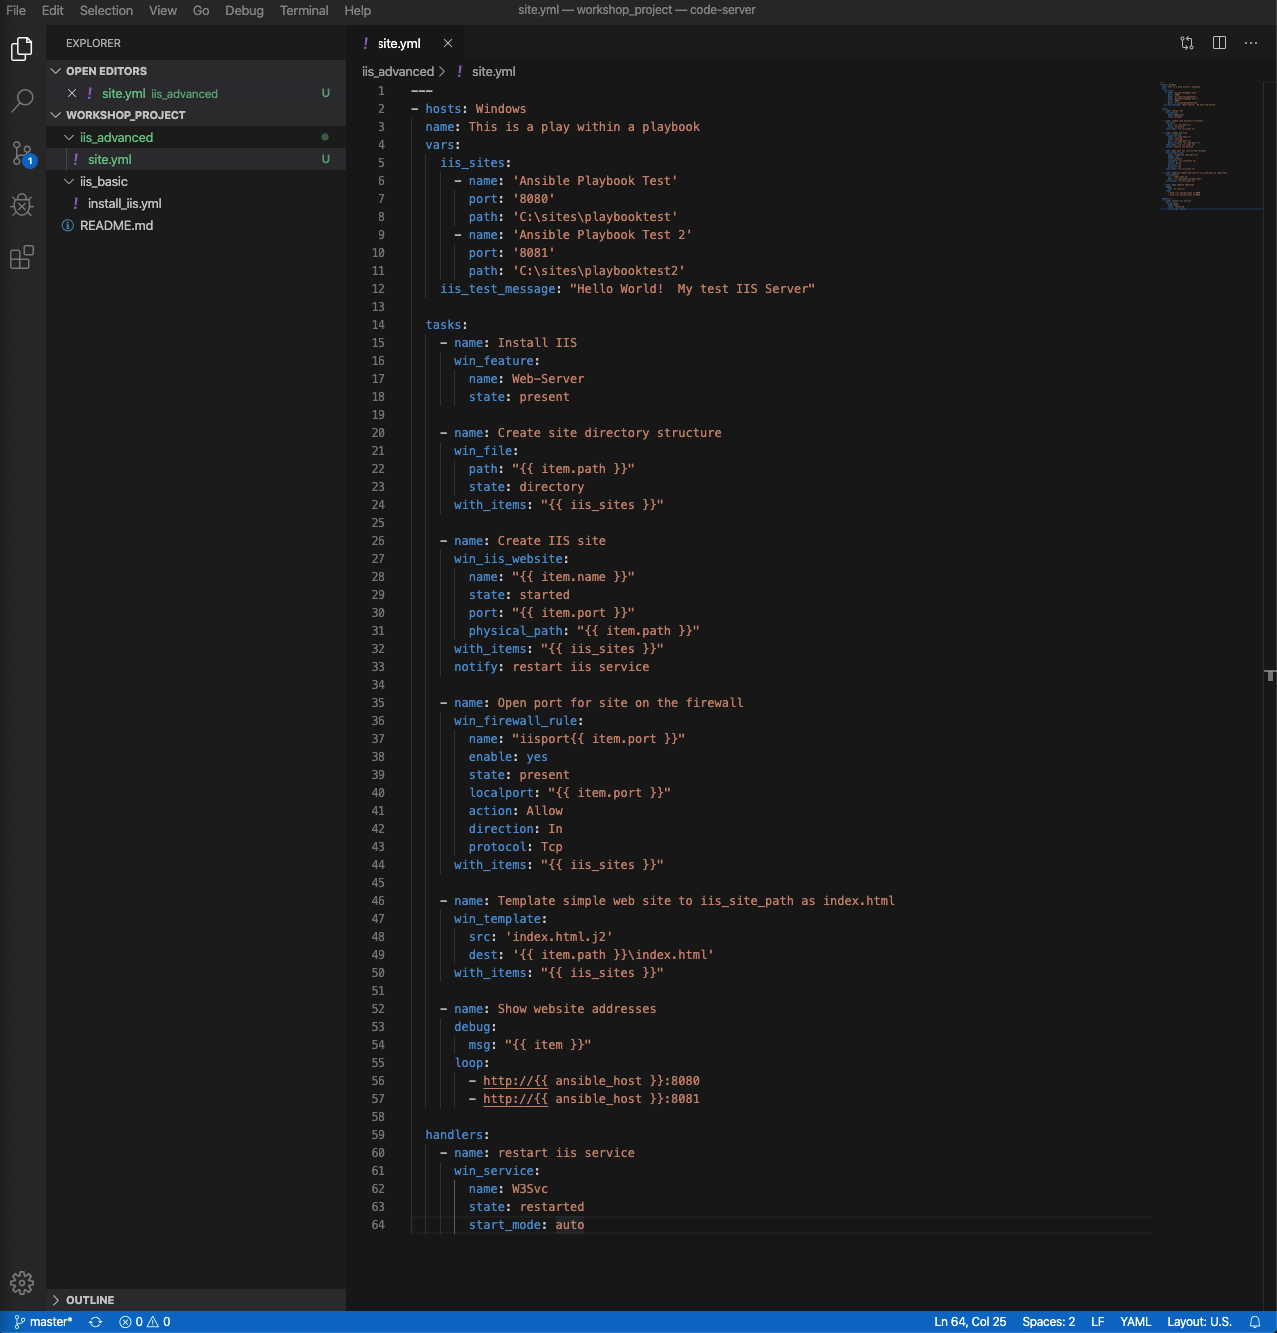 File Edit Selection View Go Debug Terminal Help site.yml — workshop_project — code-server
EXPLORER
OPEN EDITORS
site.yml iis_advanced U
WORKSHOP_PROJECT
iis_advanced
! site.yml U
iis_basic
! install_iis.yml
README.md
OUTLINE
1
! site.yml
iis_advanced > ! site.yml
1 ---
2 - hosts: Windows
3 name: This is a play within a playbook
4 vars:
5 iis_sites:
6 - name: 'Ansible Playbook Test'
7 port: '8080'
8 path: 'C:\sites\playbooktest'
9 - name: 'Ansible Playbook Test 2'
10 port: '8081'
11 path: 'C:\sites\playbooktest2'
12 iis_test_message: "Hello World!  My test IIS Server"
13
14 tasks:
15 - name: Install IIS
16 win_feature:
17 name: Web-Server
18 state: present
19
20 - name: Create site directory structure
21 win_file:
22 path: "{{ item.path }}"
23 state: directory
24 with_items: "{{ iis_sites }}"
25
26 - name: Create IIS site
27 win_iis_website:
28 name: "{{ item.name }}"
29 state: started
30 port: "{{ item.port }}"
31 physical_path: "{{ item.path }}"
32 with_items: "{{ iis_sites }}"
33 notify: restart iis service
34
35 - name: Open port for site on the firewall
36 win_firewall_rule:
37 name: "iisport{{ item.port }}"
38 enable: yes
39 state: present
40 localport: "{{ item.port }}"
41 action: Allow
42 direction: In
43 protocol: Tcp
44 with_items: "{{ iis_sites }}"
45
46 - name: Template simple web site to iis_site_path as index.html
47 win_template:
48 src: 'index.html.j2'
49 dest: '{{ item.path }}\index.html'
50 with_items: "{{ iis_sites }}"
51
52 - name: Show website addresses
53 debug:
54 msg: "{{ item }}"
55 loop:
56 - http://{{ ansible_host }}:8080
57 - http://{{ ansible_host }}:8081
58
59 handlers:
60 - name: restart iis service
61 win_service:
62 name: W3Svc
63 state: restarted
64 start_mode: auto
master* 0 0 Ln 64, Col 25 Spaces: 2 LF YAML Layout: U.S.